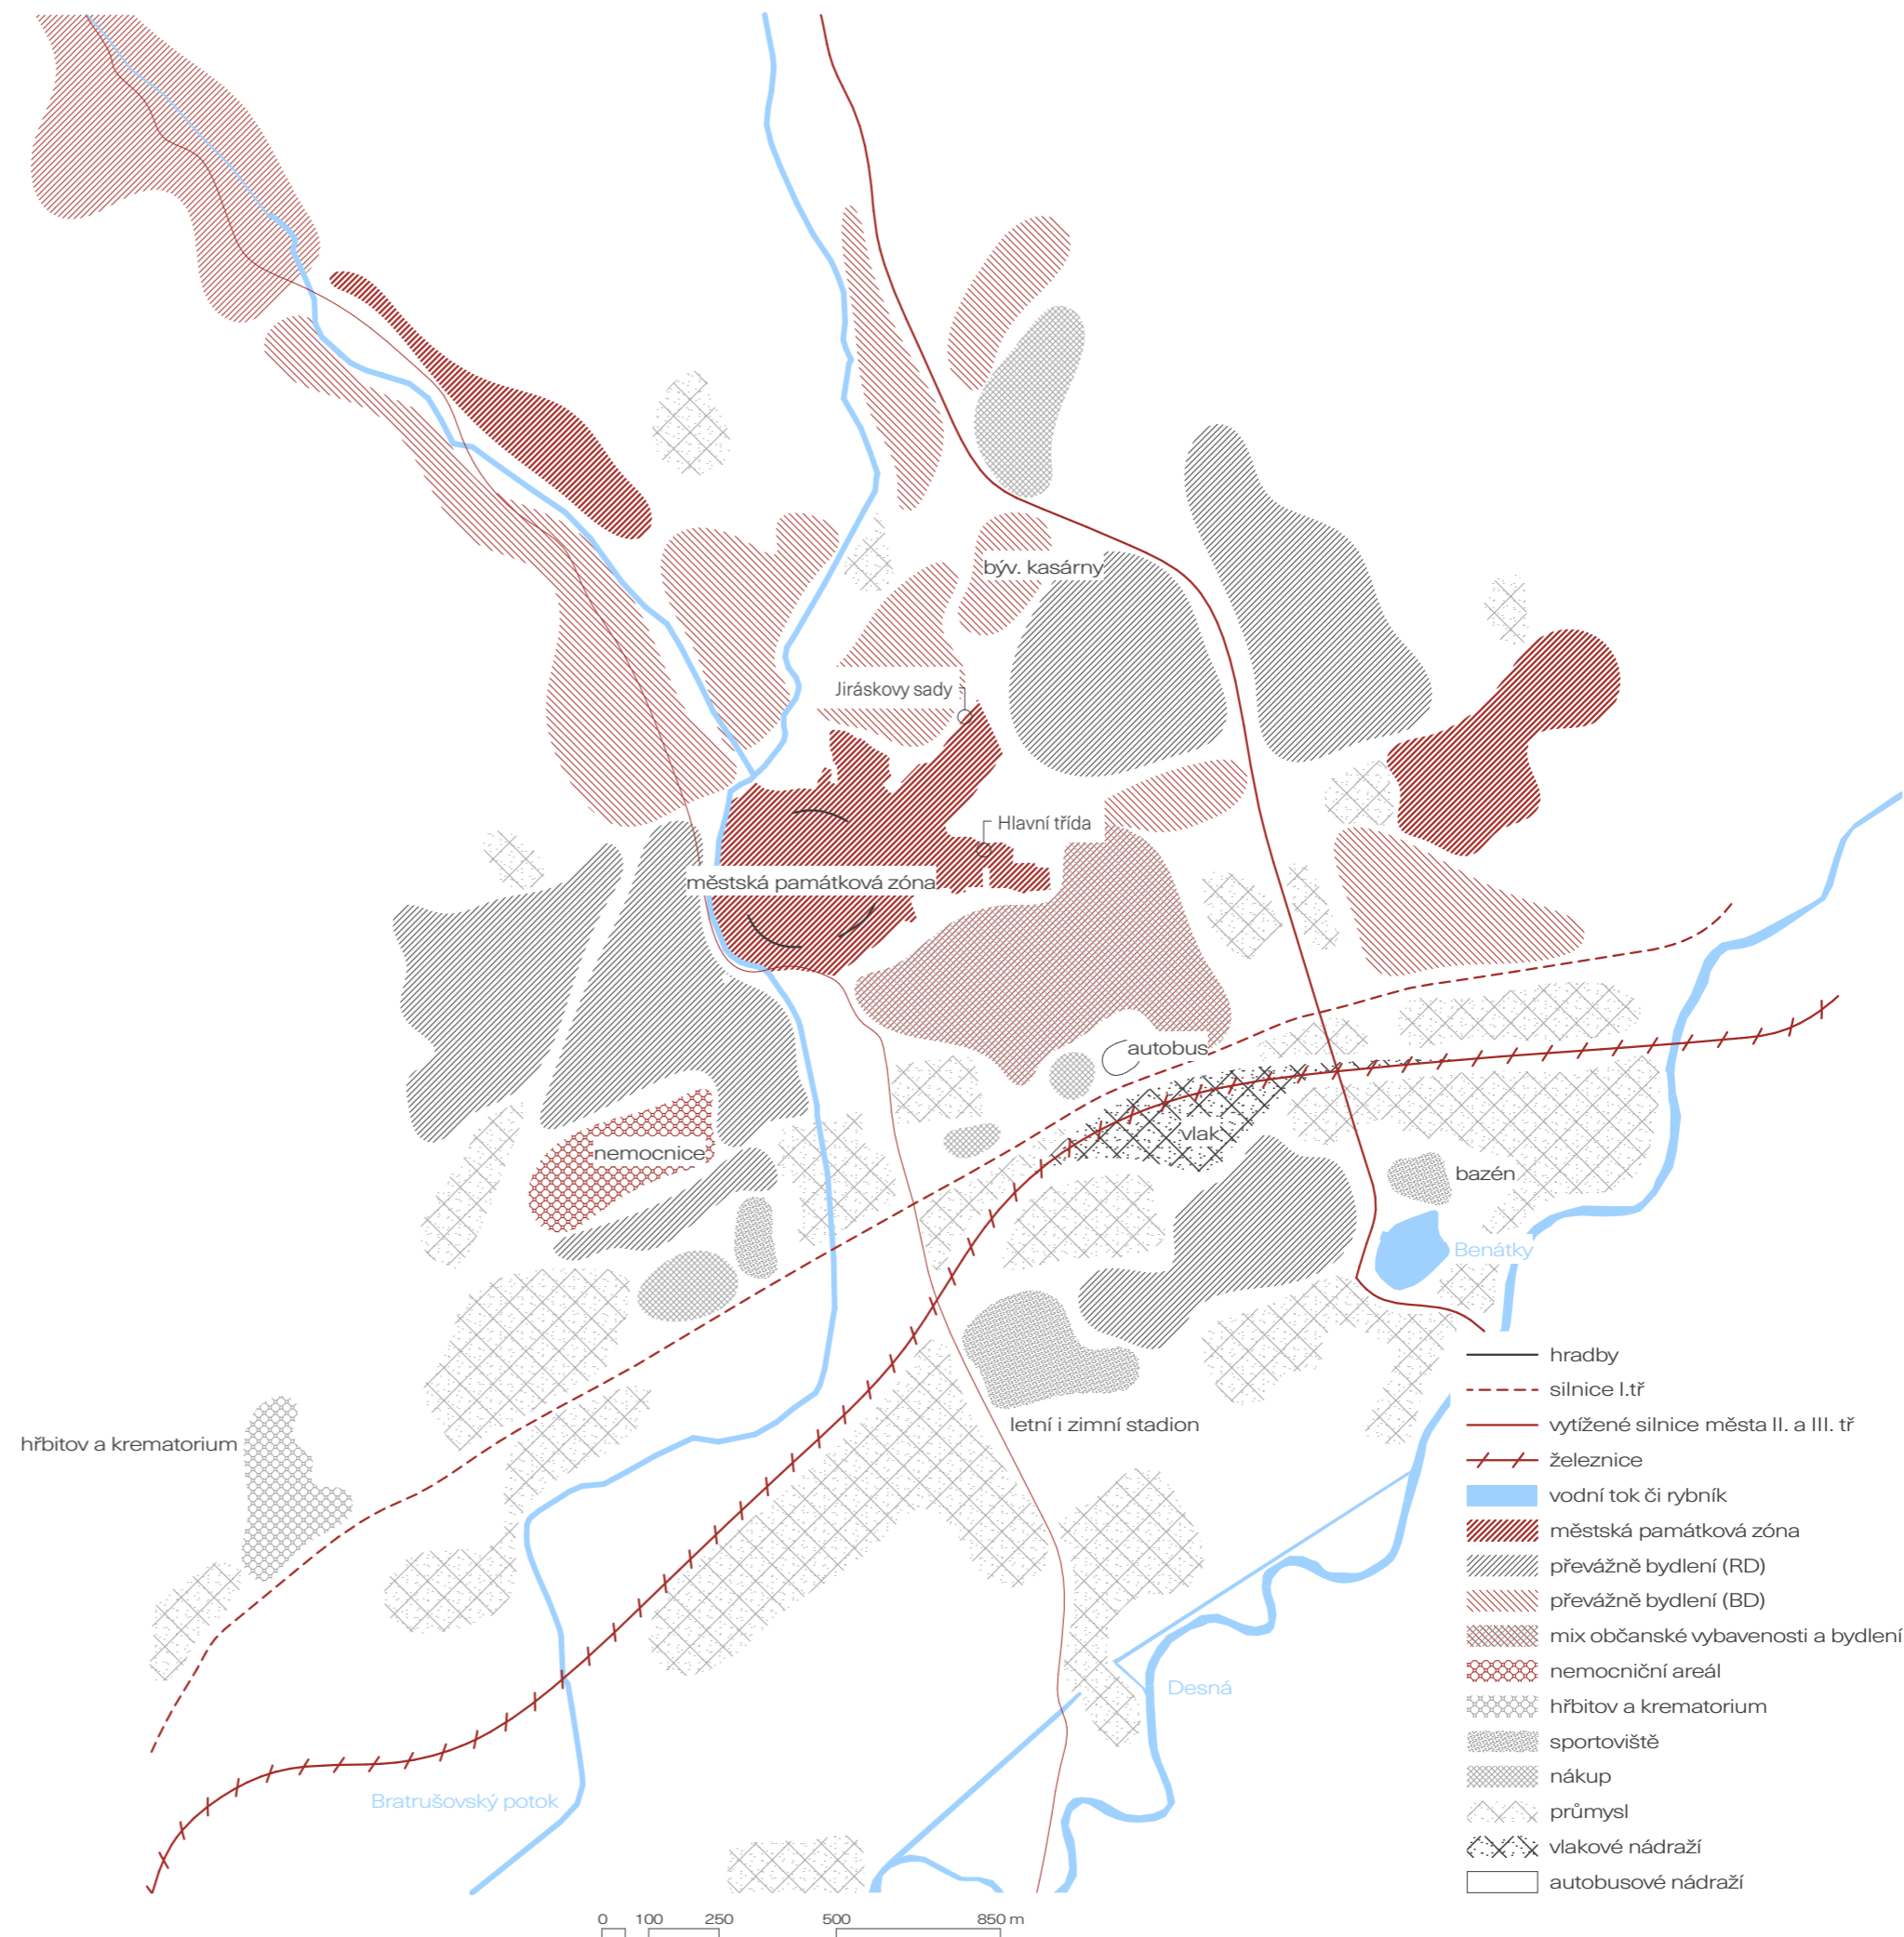 býv. kasárny
Jiráskovy sady
Hlavní třída
městská památková zóna
autobus
vlak
nemocnice
bazén
Benátky
letní i zimní stadion
hřbitov a krematorium
Desná
Bratrušovský potok
hradby
silnice I.tř
vytížené silnice města II. a III. tř
železnice
vodní tok či rybník
městská památková zóna
převážně bydlení (RD)
převážně bydlení (BD)
mix občanské vybavenosti a bydlení
nemocniční areál
hřbitov a krematorium
sportoviště
nákup
průmysl
vlakové nádraží
autobusové nádraží
0 100 250 500 850 m